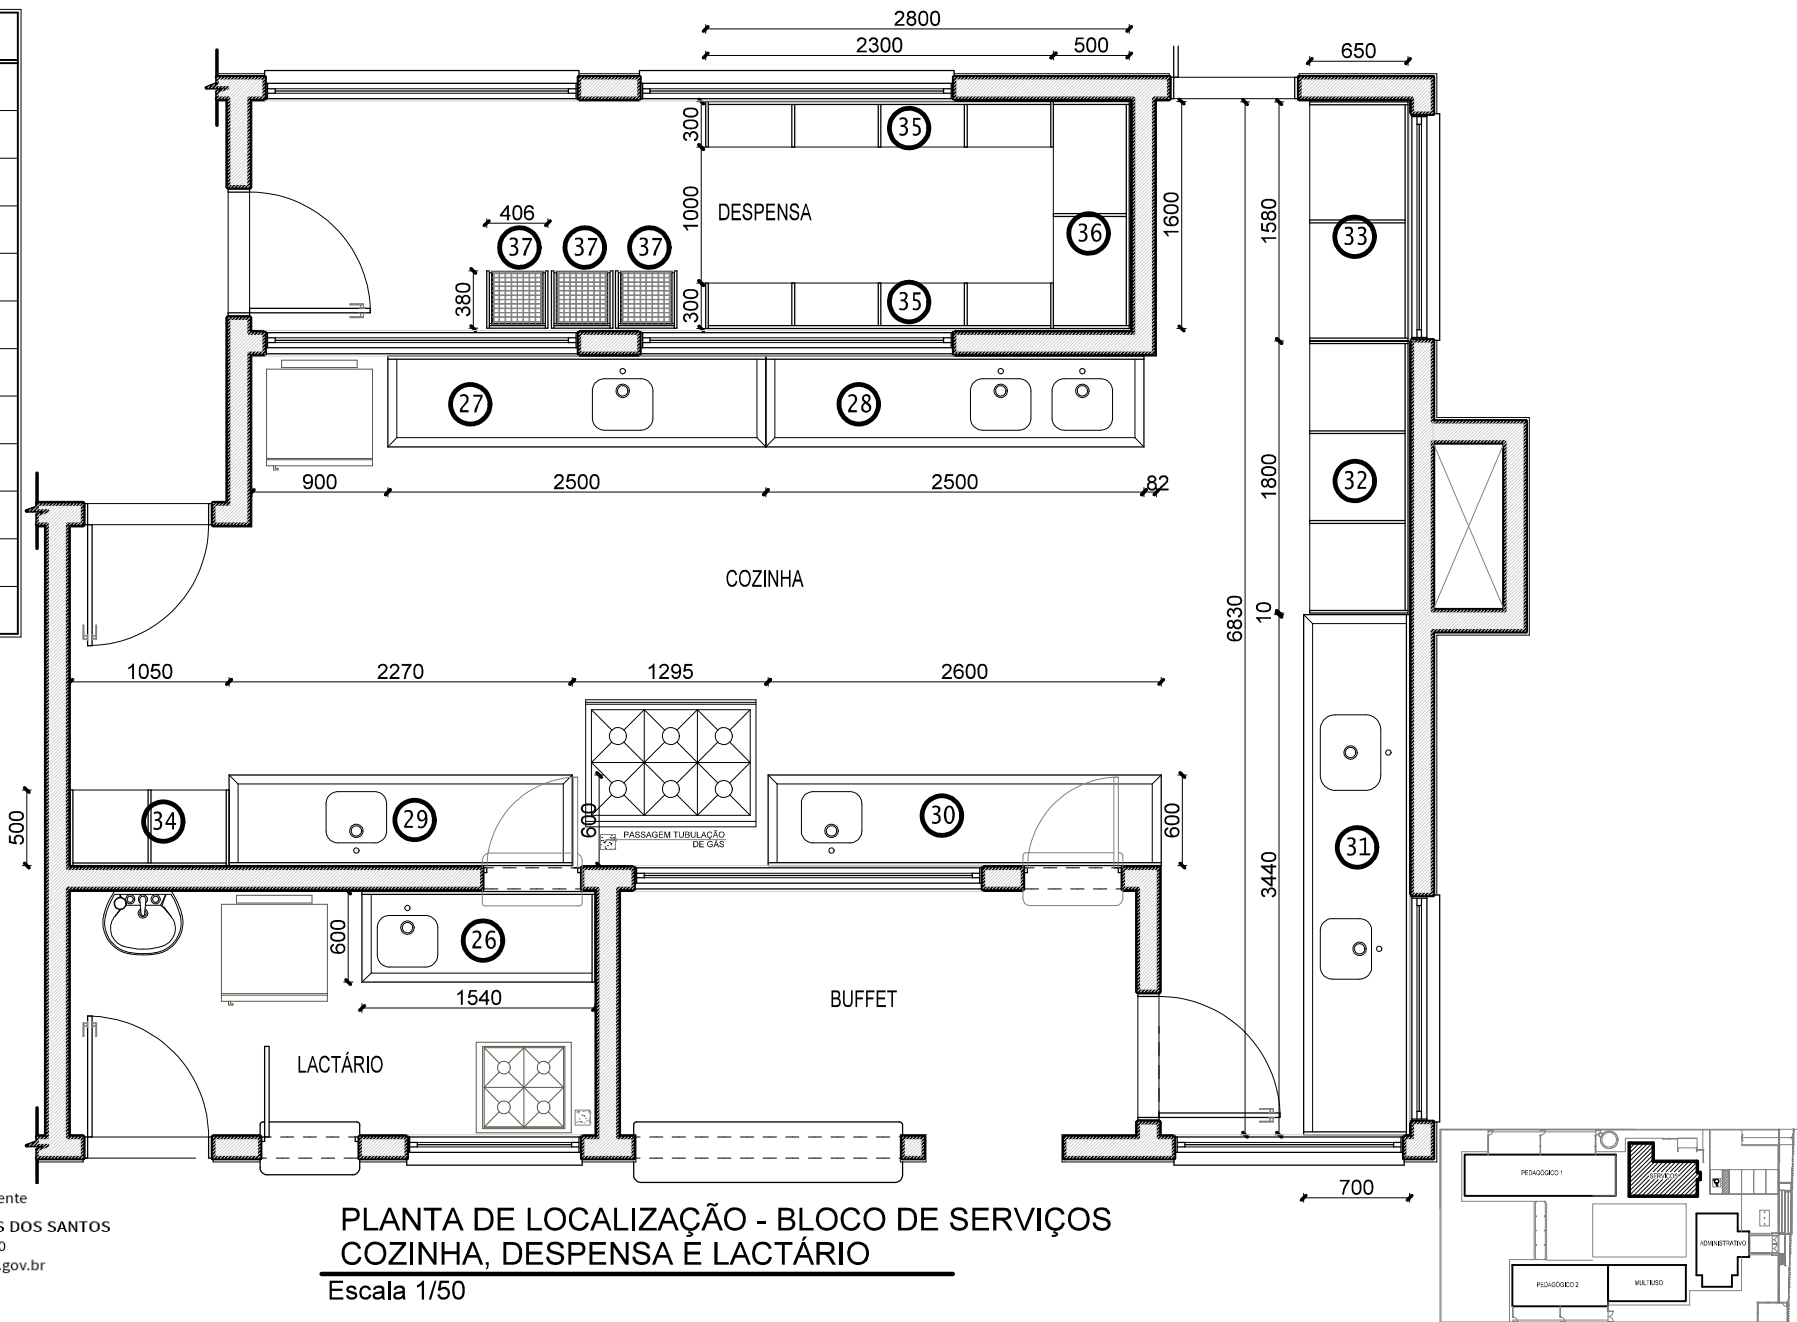 2800
2300
500
650
300
35
1000
DESPENSA
406
37
37
37
36
1600
1580
33
380
300
35
27
28
900
2500
2500
82
1800
32
COZINHA
6830
10
1050
2270
1295
2600
500
34
29
600
PASSAGEM TUBULAÇÃO
DE GÁS
30
600
31
3440
600
26
1540
BUFFET
LACTÁRIO
700
ente
S DOS SANTOS
0
.gov.br
PLANTA DE LOCALIZAÇÃO - BLOCO DE SERVIÇOS
COZINHA, DESPENSA E LACTÁRIO
Escala 1/50
PEDAGÓGICO 1
SERVIÇOS
ADMINISTRATIVO
PEDAGÓGICO 2
MULTIUSO